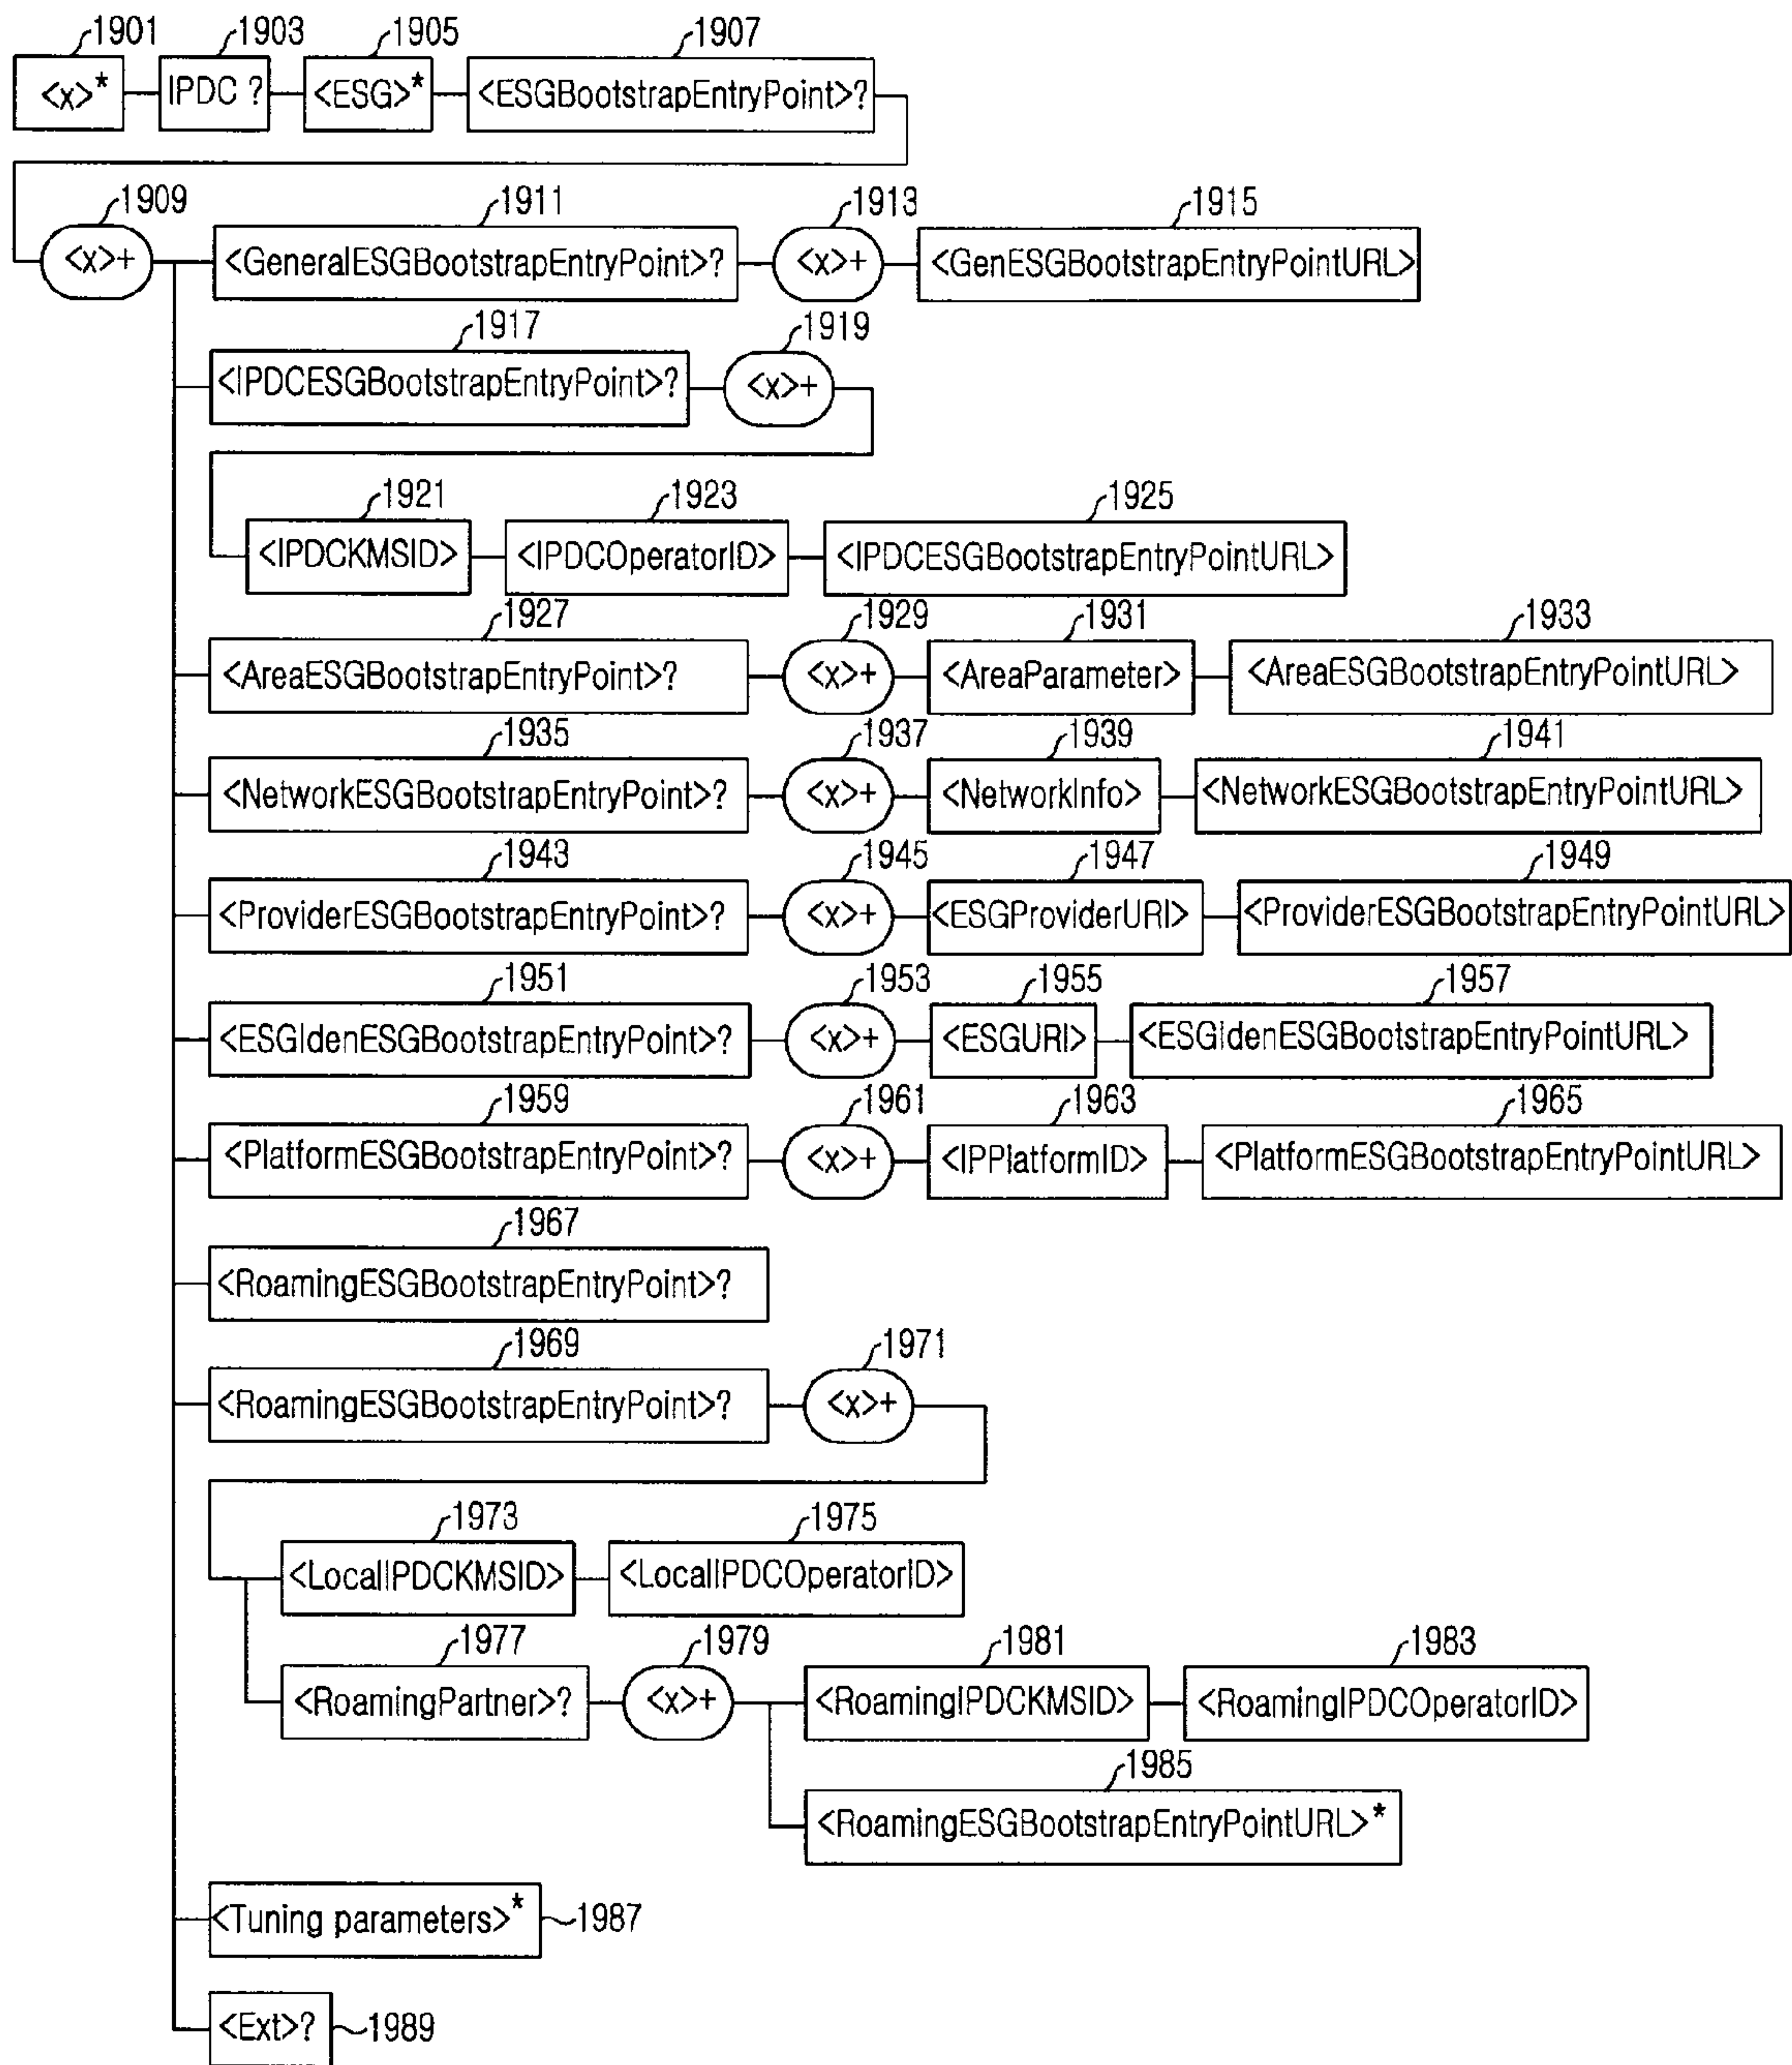 1901 1903 1905 1907
<x>* IPDC ? <ESG>* <ESGBootstrapEntryPoint>?
1909 1911 1913 1915
<x>+ <GeneralESGBootstrapEntryPoint>? <x>+ <GenESGBootstrapEntryPointURL>
1917 1919
<IPDCESGBootstrapEntryPoint>? <x>+
1921 1923 1925
<IPDCKMSID> <IPDCOperatorID> <IPDCESGBootstrapEntryPointURL>
1927 1929 1931 1933
<AreaESGBootstrapEntryPoint>? <x>+ <AreaParameter> <AreaESGBootstrapEntryPointURL>
1935 1937 1939 1941
<NetworkESGBootstrapEntryPoint>? <x>+ <NetworkInfo> <NetworkESGBootstrapEntryPointURL>
1943 1945 1947 1949
<ProviderESGBootstrapEntryPoint>? <x>+ <ESGProviderURI> <ProviderESGBootstrapEntryPointURL>
1951 1953 1955 1957
<ESGIdenESGBootstrapEntryPoint>? <x>+ <ESGURI> <ESGIdenESGBootstrapEntryPointURL>
1959 1961 1963 1965
<PlatformESGBootstrapEntryPoint>? <x>+ <IPPlatformID> <PlatformESGBootstrapEntryPointURL>
1967
<RoamingESGBootstrapEntryPoint>?
1969 1971
<RoamingESGBootstrapEntryPoint>? <x>+
1973 1975
<LocalIPDCKMSID> <LocalIPDCOperatorID>
1977 1979 1981 1983
<RoamingPartner>? <x>+ <RoamingIPDCKMSID> <RoamingIPDCOperatorID>
1985
<RoamingESGBootstrapEntryPointURL>*
<Tuning parameters>* 1987
<Ext>? 1989